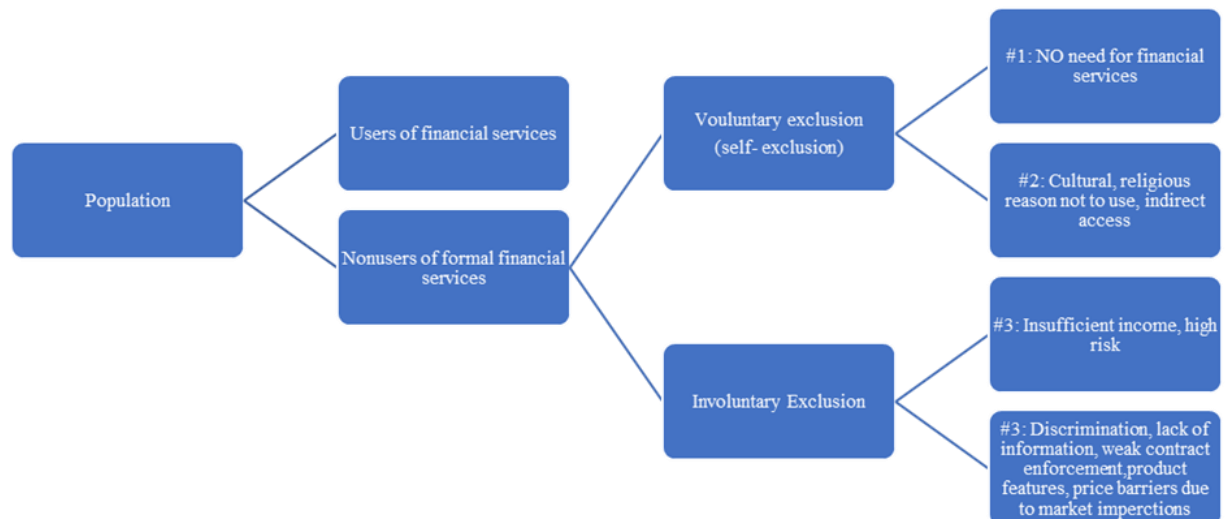 Population
Users of financial services
Nonusers of formal financial
services
Vouluntary exclusion
(self- exclusion)
Involuntary Exclusion
#1: NO need for financial
services
#2: Cultural, religious
reason not to use, indirect
access
#3: Insufficient income, high
risk
#3: Discrimination, lack of
information, weak contract
enforcement,product
features, price barriers due
to market imperctions